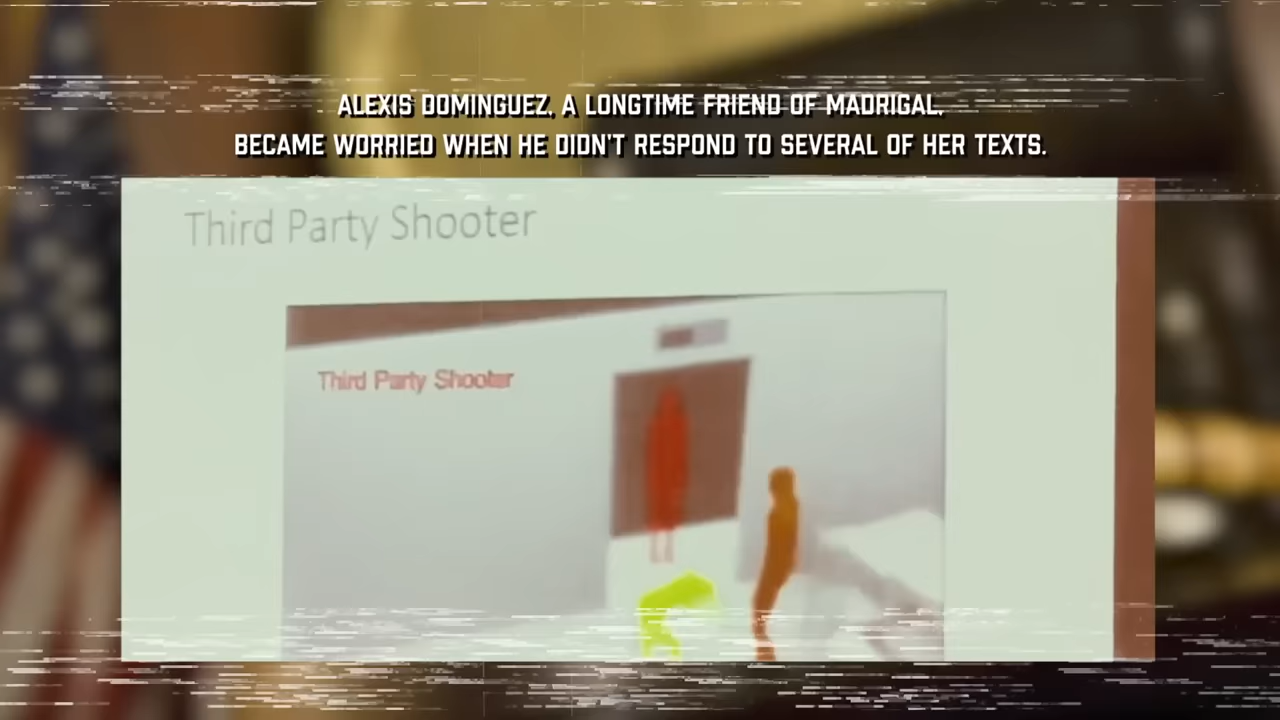 ALEXIS DOMINGUEZ, A LONGTIME FRIEND OF MADRIGAL,
BECAME WORRIED WHEN HE DIDN'T RESPOND TO SEVERAL OF HER TEXTS.
Third Party Shooter
Third Party Shooter